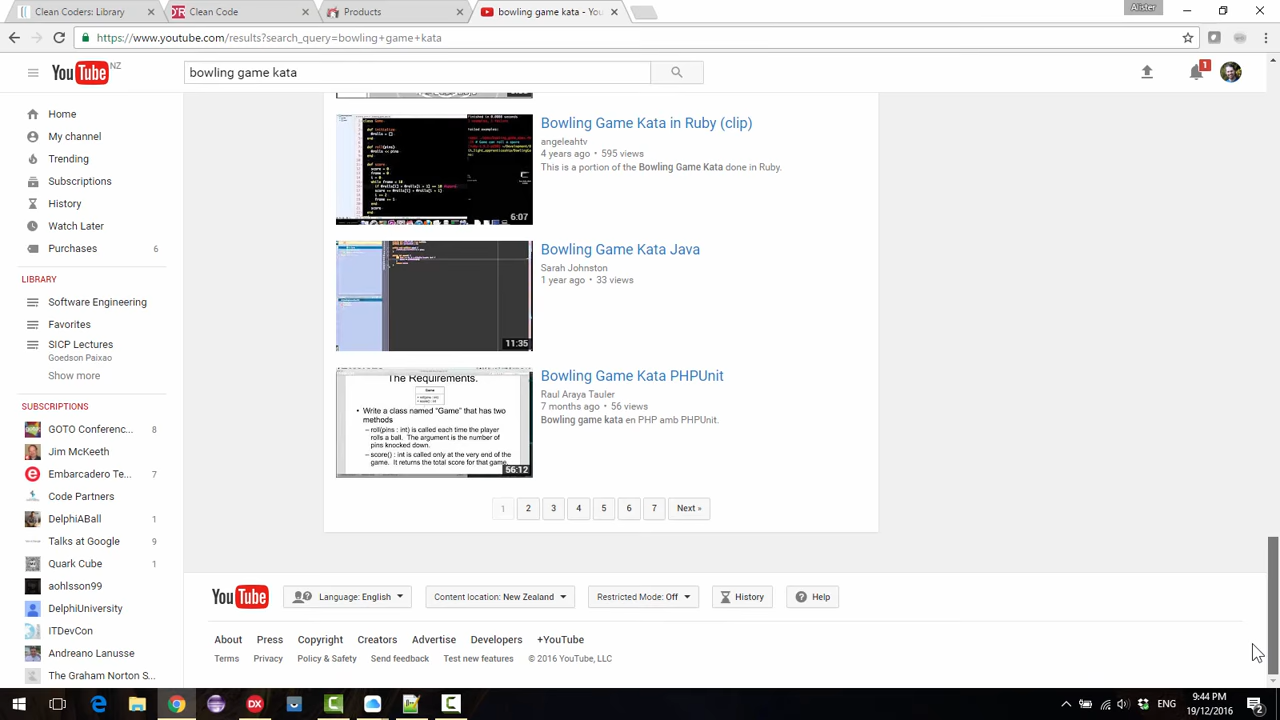 Clean Coders: Library
Clean Code
Products
bowling game kata - You
Alister
https://www.youtube.com/results?search_query=bowling+game+kata
YouTube NZ
bowling game kata
1
Home
My channel
Trending
Subscriptions
History
Watch Later
Purchases 6
LIBRARY
Software Engineering
Favorites
SICP Lectures
Goedson Paixao
Show more
SUBSCRIPTIONS
GOTO Conferenc... 8
Jim McKeeth
Embarcadero Te... 7
Code Partners
DelphiABall 1
Talks at Google 9
Quark Cube 1
aohlsson99
DelphiUniversity
ITDevCon
Andreano Lanusse
The Graham Norton S...
6:07
Bowling Game Kata in Ruby (clip)
angeleahtv
4 years ago • 595 views
This is a portion of the Bowling Game Kata done in Ruby.
11:35
Bowling Game Kata Java
Sarah Johnston
1 year ago • 33 views
The Requirements.
Game
• Write a class named “Game” that has two
methods
– roll(pins : int) is called each time the player
rolls a ball. The argument is the number of
pins knocked down.
– score() : int is called only at the very end of the
game. It returns the total score for that game.
56:12
Bowling Game Kata PHPUnit
Raul Araya Tauler
7 months ago • 56 views
Bowling game kata en PHP amb PHPUnit.
1 2 3 4 5 6 7 Next »
YouTube Language: English Content location: New Zealand Restricted Mode: Off History Help
About Press Copyright Creators Advertise Developers +YouTube
Terms Privacy Policy & Safety Send feedback Test new features © 2016 YouTube, LLC
ENG
9:44 PM
19/12/2016
2